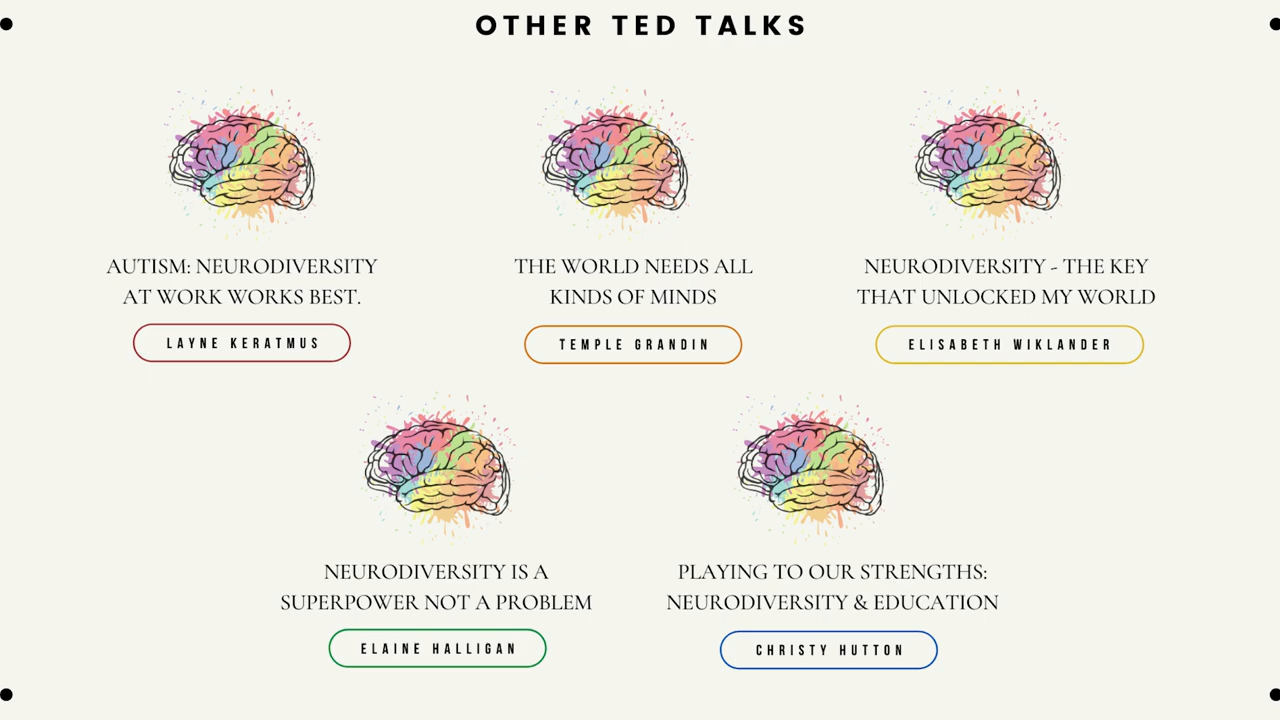 OTHER TED TALKS
AUTISM: NEURODIVERSITY
AT WORK WORKS BEST.
LAYNE KERATMUS
THE WORLD NEEDS ALL
KINDS OF MINDS
TEMPLE GRANDIN
NEURODIVERSITY - THE KEY
THAT UNLOCKED MY WORLD
ELISABETH WIKLANDER
NEURODIVERSITY IS A
SUPERPOWER NOT A PROBLEM
ELAINE HALLIGAN
PLAYING TO OUR STRENGTHS:
NEURODIVERSITY & EDUCATION
CHRISTY HUTTON